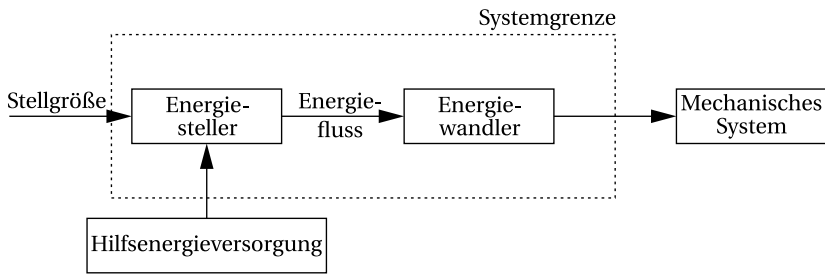 Systemgrenze
Stellgröße
Energie-
steller
Energie-
fluss
Energie-
wandler
Mechanisches
System
Hilfsenergieversorgung